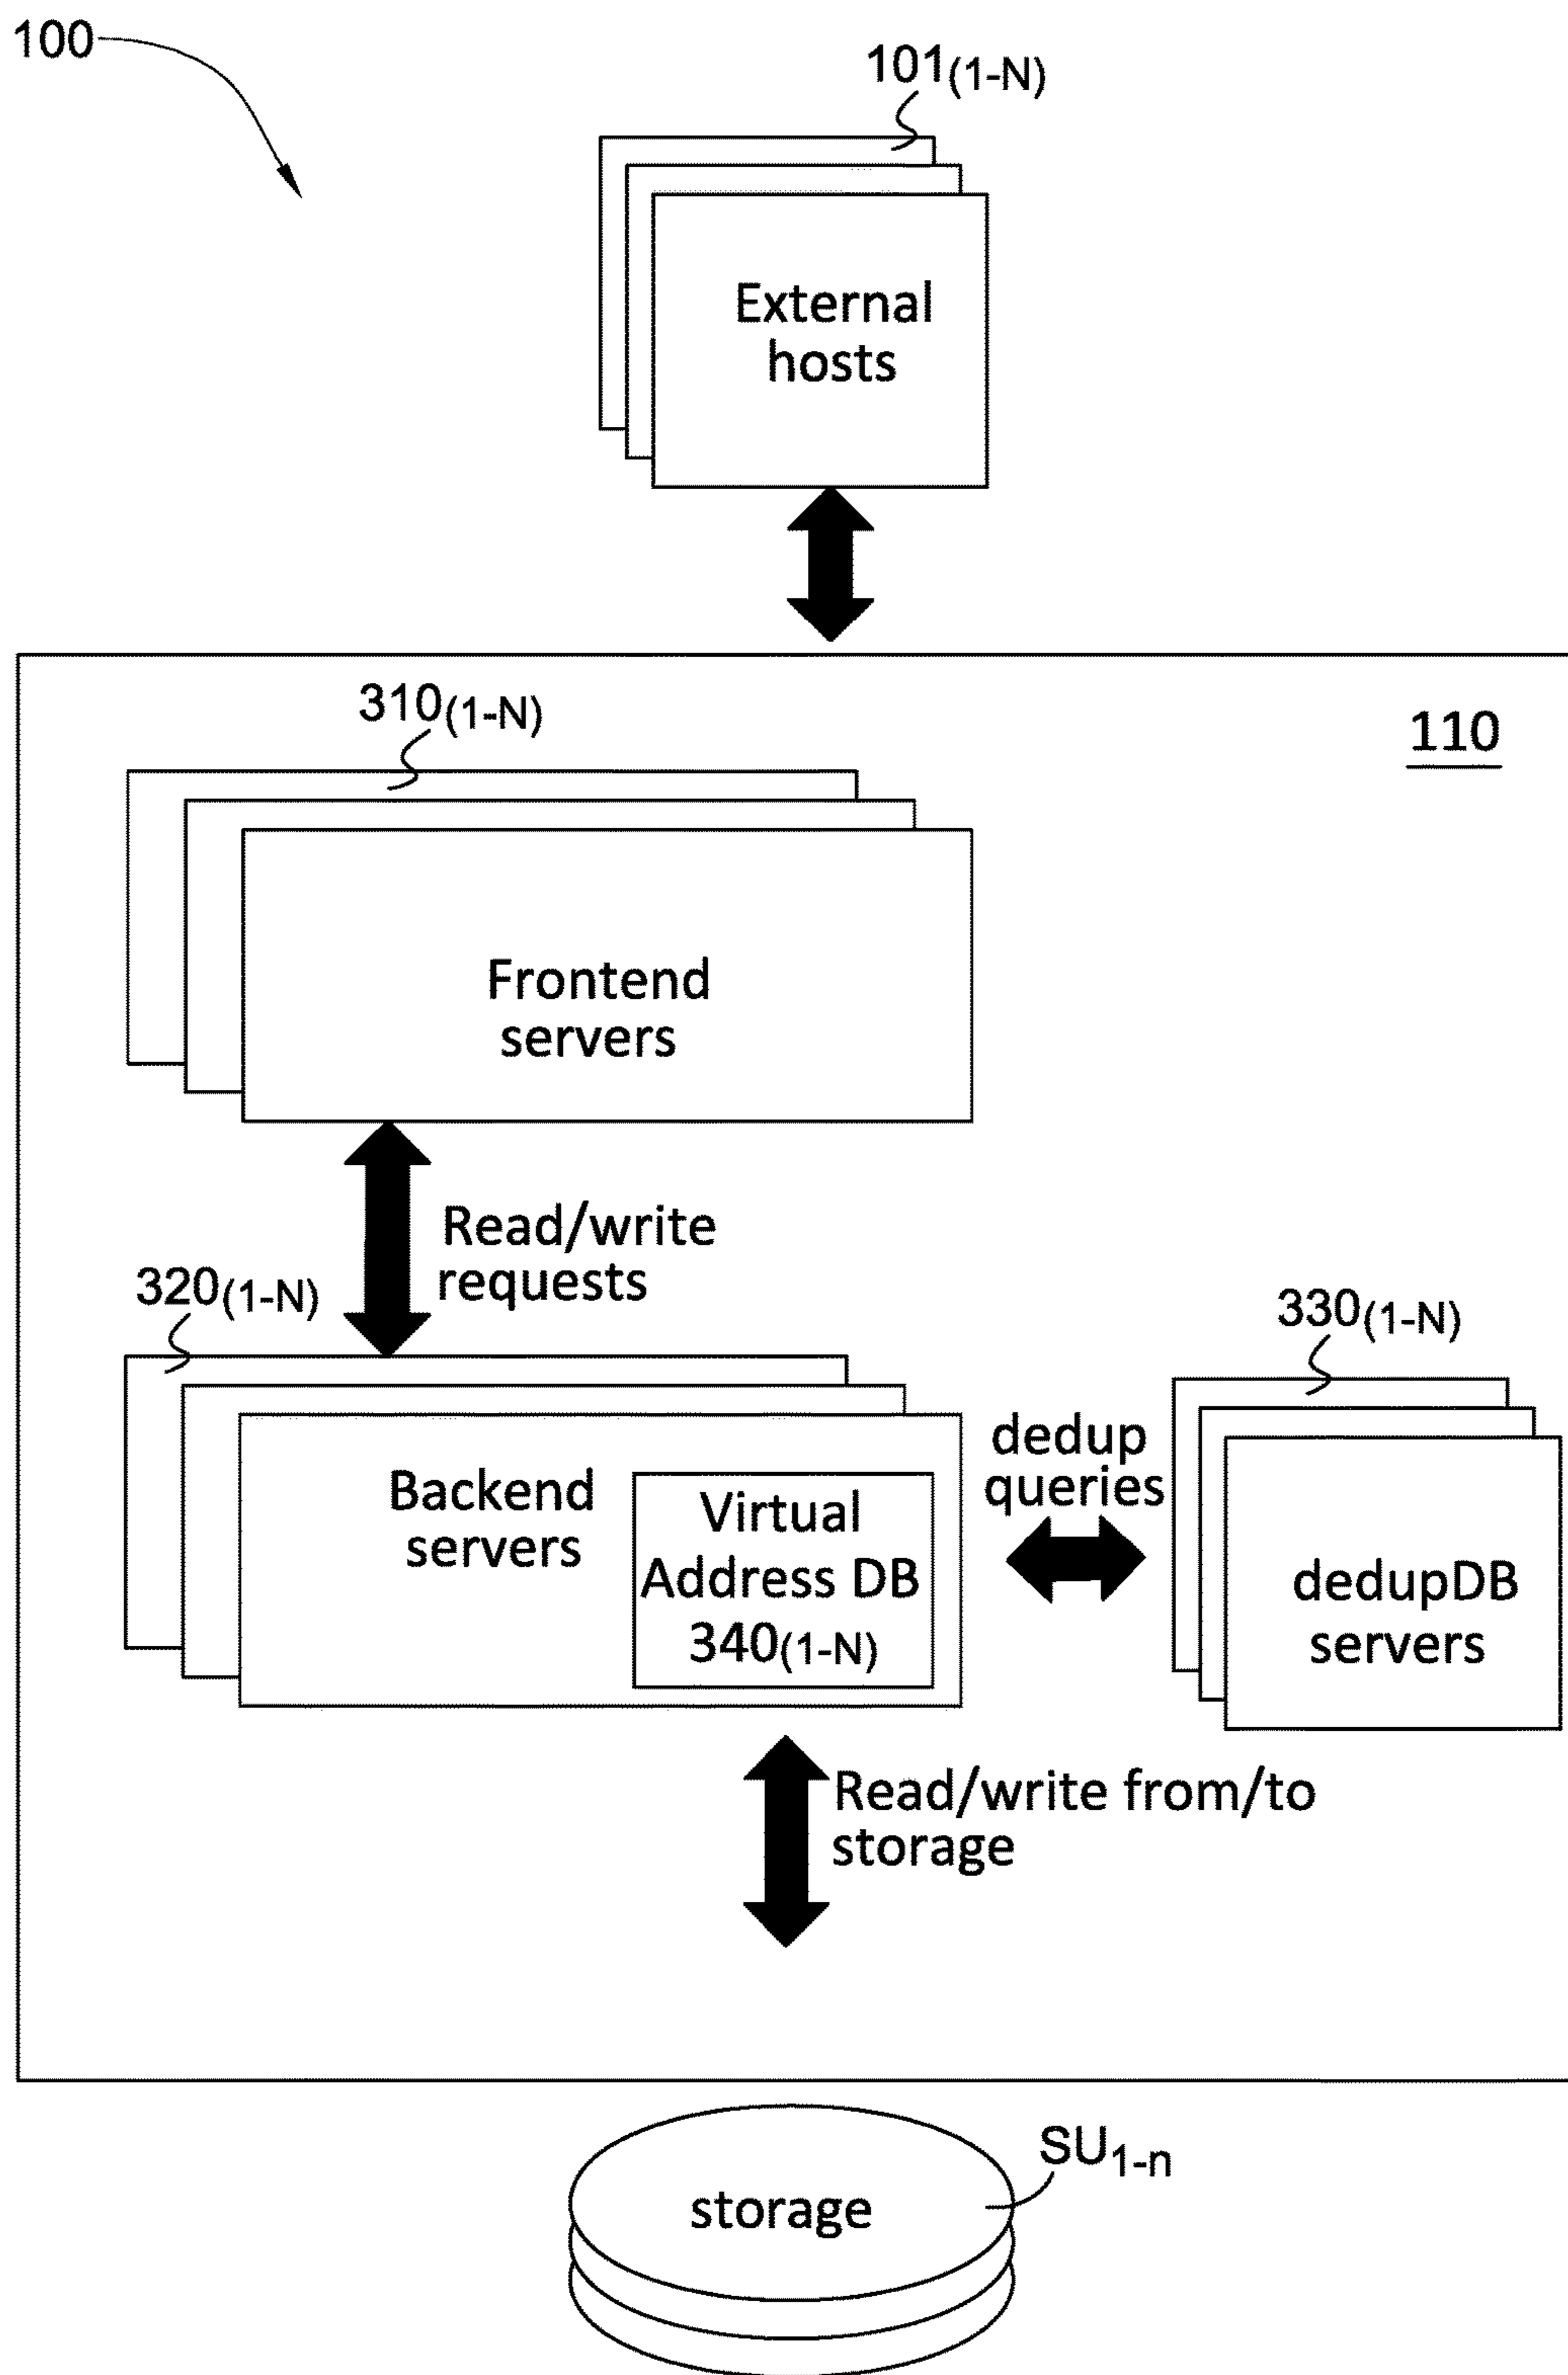 100
101(1-N)
External
hosts
310(1-N)
110
Frontend
servers
Read/write
requests
320(1-N)
330(1-N)
Backend
servers
Virtual
Address DB
340(1-N)
dedup
queries
dedupDB
servers
Read/write from/to
storage
SU1-n
storage